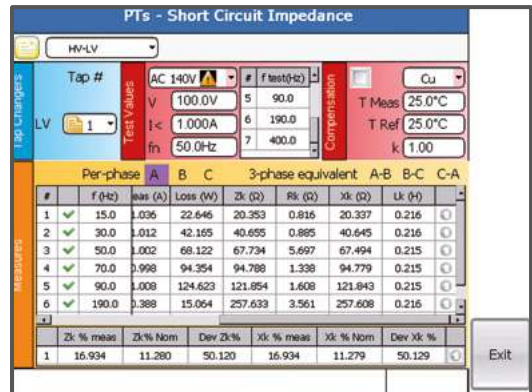 PTs - Short Circuit Impedance
HV-LV
Tap Changers
Tap #
LV 1
Test Values
AC 140V
V 100.0V
I< 1.000A
fn 50.0Hz
# f test(Hz)
5 90.0
6 190.0
7 400.0
Compensation
Cu
T Meas 25.0°C
T Ref 25.0°C
k 1.00
Measures
Per-phase A B C 3-phase equivalent A-B B-C C-A
# f (Hz) eas (A) Loss (W) Zk (Ω) Rk (Ω) Xk (Ω) Lk (H)
1 15.0 1.036 22.646 20.353 0.816 20.337 0.216
2 30.0 1.012 42.165 40.655 0.885 40.645 0.216
3 50.0 1.002 68.122 67.734 5.697 67.494 0.215
4 70.0 0.998 94.354 94.788 1.338 94.779 0.215
5 90.0 1.008 124.623 121.854 1.608 121.843 0.216
6 190.0 0.388 15.064 257.633 3.561 257.608 0.216
Zk % meas Zk% Nom Dev Zk% Xk % meas Xk % Nom Dev Xk %
1 16.934 11.280 50.120 16.934 11.279 50.129
Exit